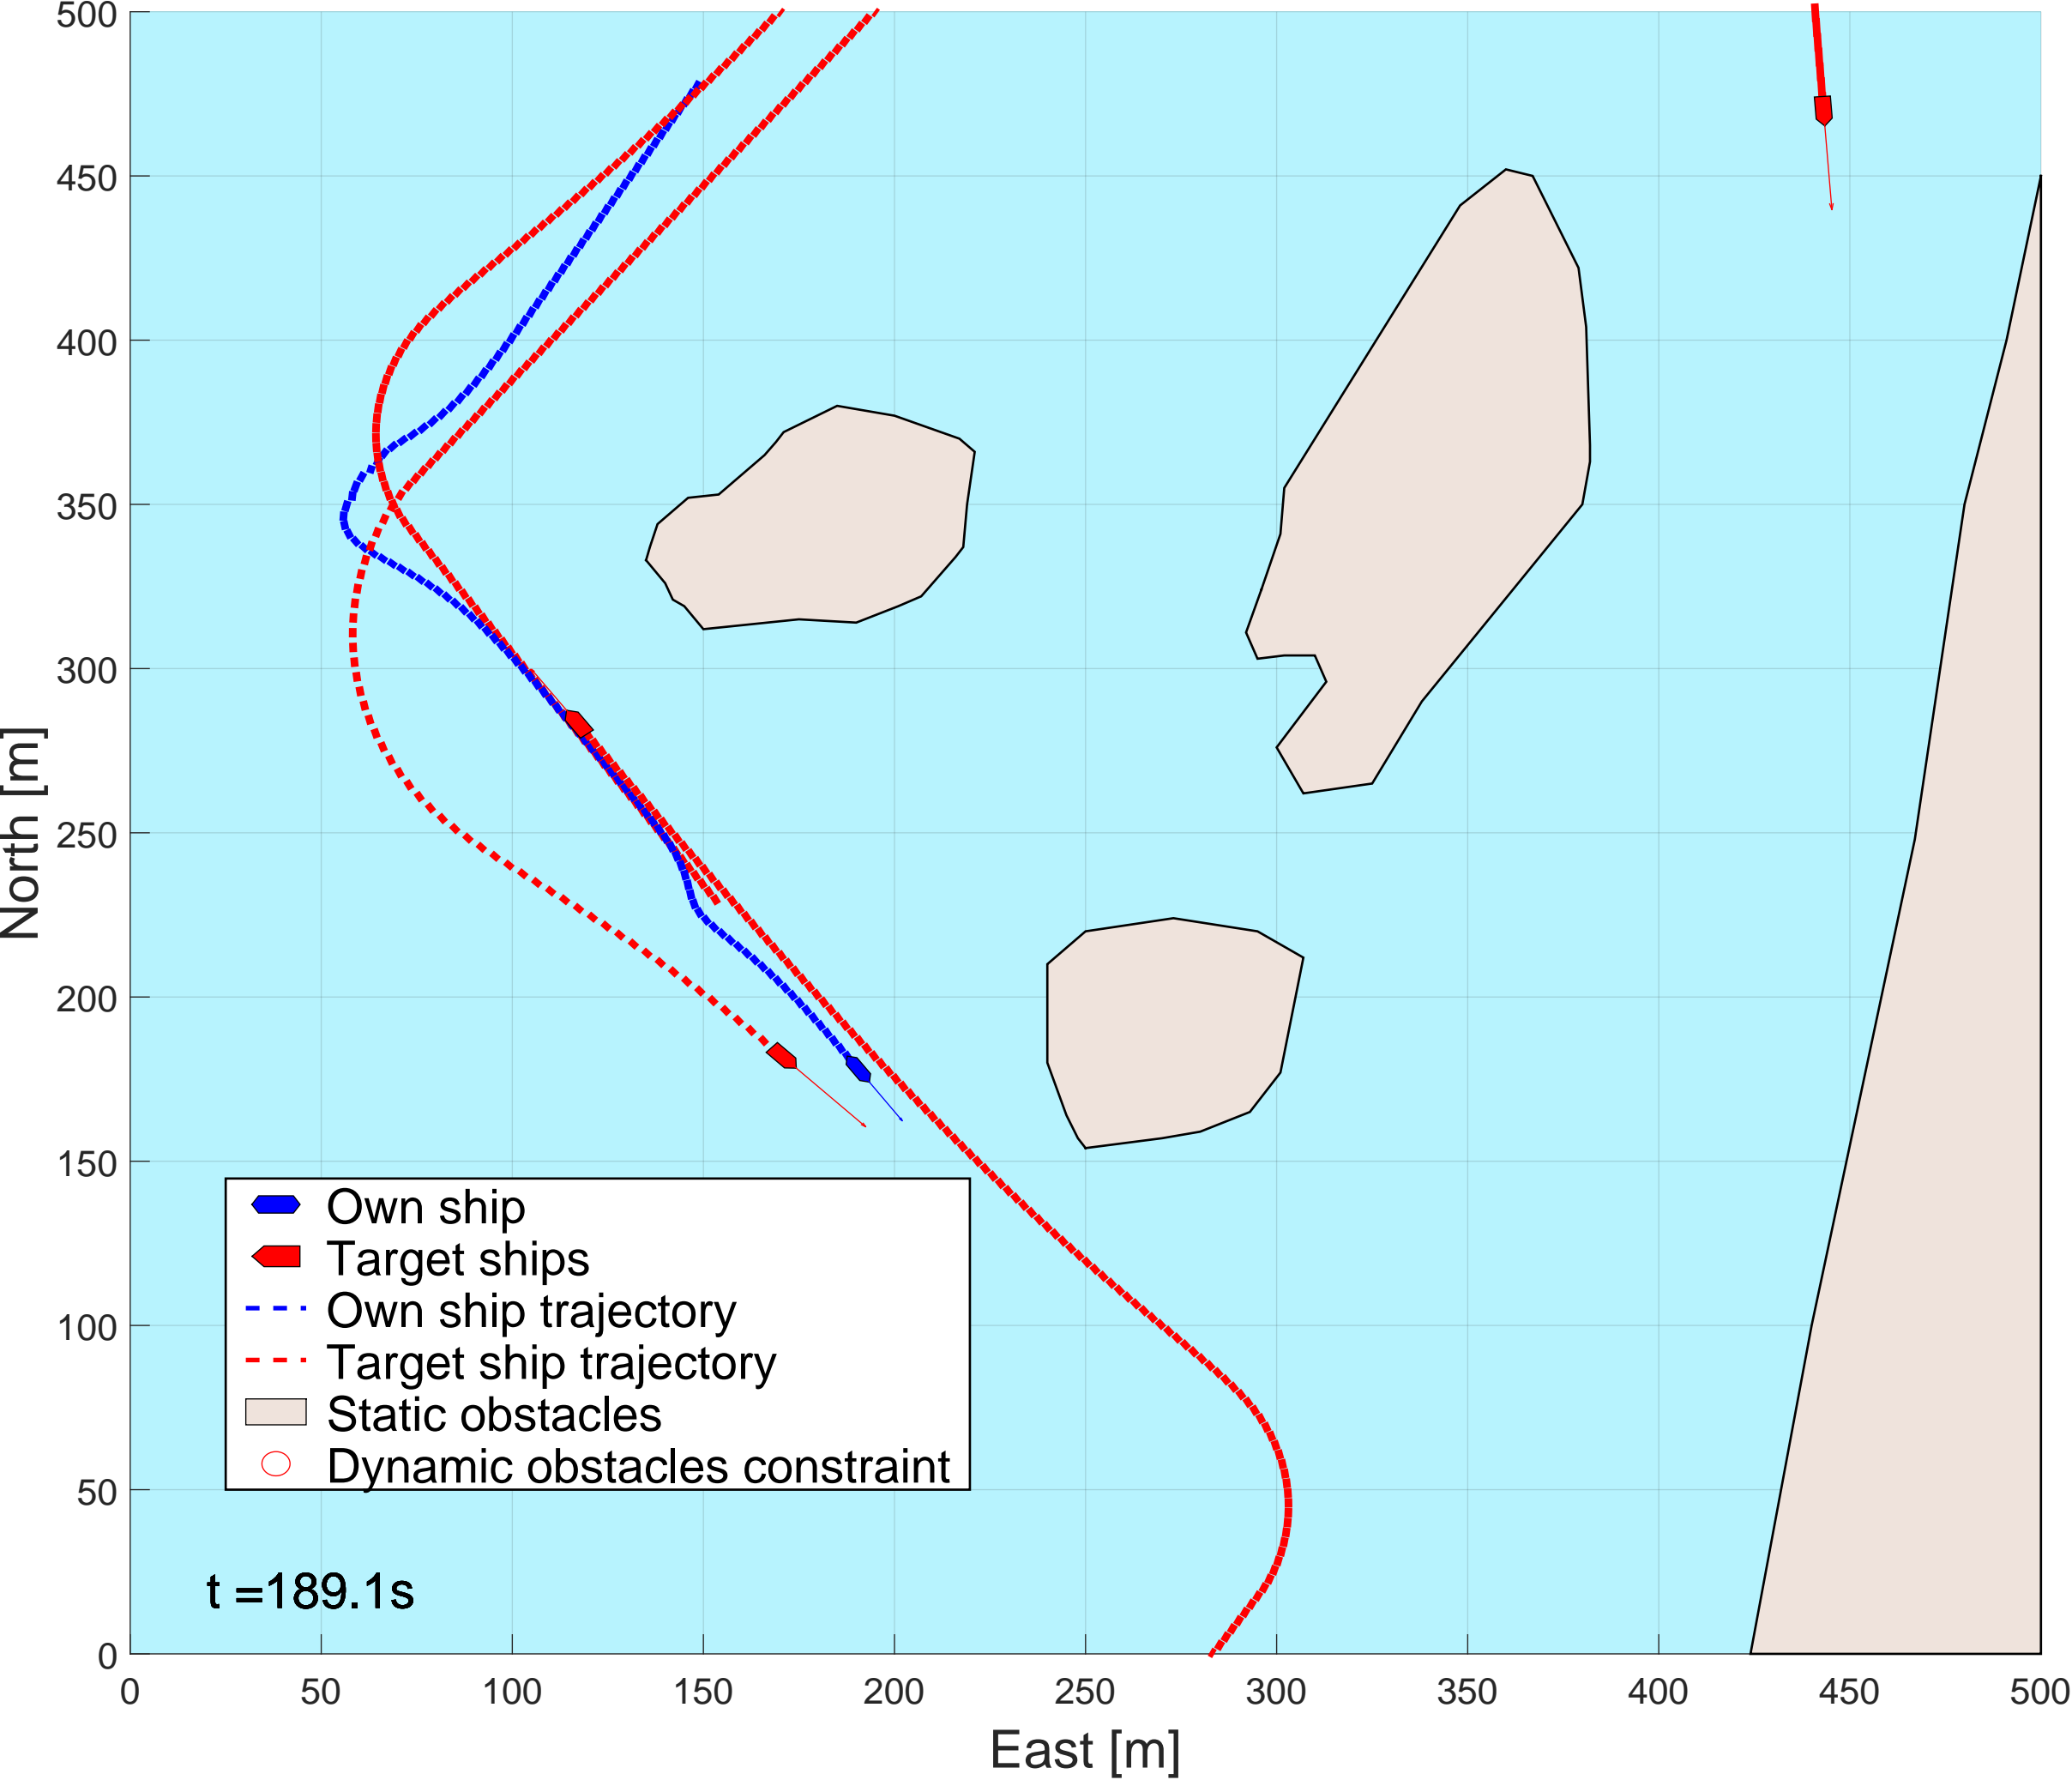 500
450
400
350
300
250
200
150
100
50
0
North [m]
Own ship
Target ships
Own ship trajectory
Target ship trajectory
Static obstacles
Dynamic obstacles constraint
t =189.1s
0 50 100 150 200 250 300 350 400 450 500
East [m]